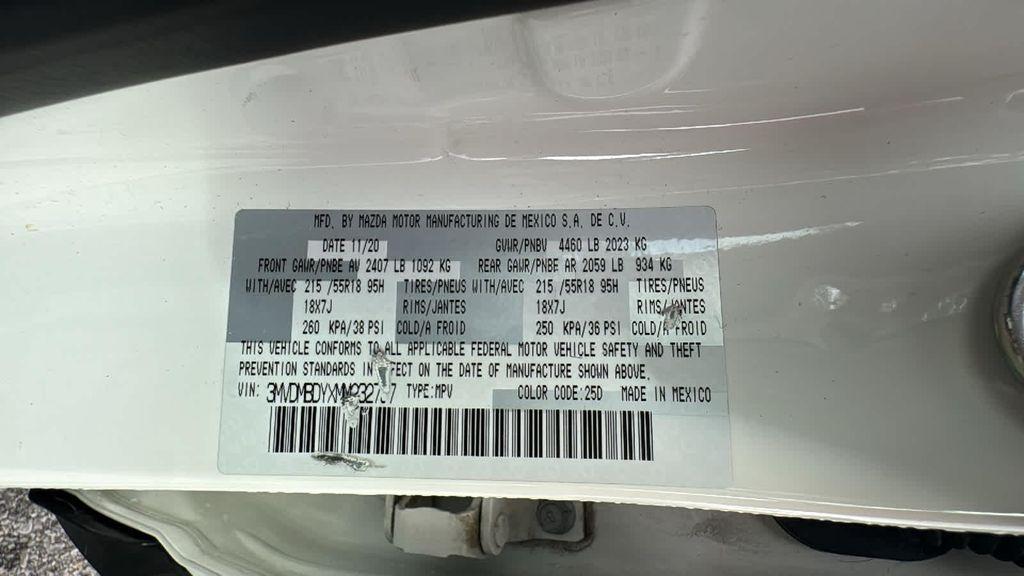 MFD. BY MAZDA MOTOR MANUFACTURING DE MEXICO S.A. DE C.V.
DATE 11/20 GVWR/PNBV 4460 LB 2023 KG
FRONT GAWR/PNBE AV 2407 LB 1092 KG REAR GAWR/PNBE AR 2059 LB 934 KG
WITH/AVEC 215 /55R18 95H TIRES/PNEUS WITH/AVEC 215 /55R18 95H TIRES/PNEUS
18X7J RIMS/JANTES 18X7J RIMS/JANTES
260 KPA/38 PSI COLD/A FROID 250 KPA/36 PSI COLD/A FROID
THIS VEHICLE CONFORMS TO ALL APPLICABLE FEDERAL MOTOR VEHICLE SAFETY AND THEFT
PREVENTION STANDARDS IN EFFECT ON THE DATE OF MANUFACTURE SHOWN ABOVE.
VIN: TYPE:MPV COLOR CODE:25D MADE IN MEXICO